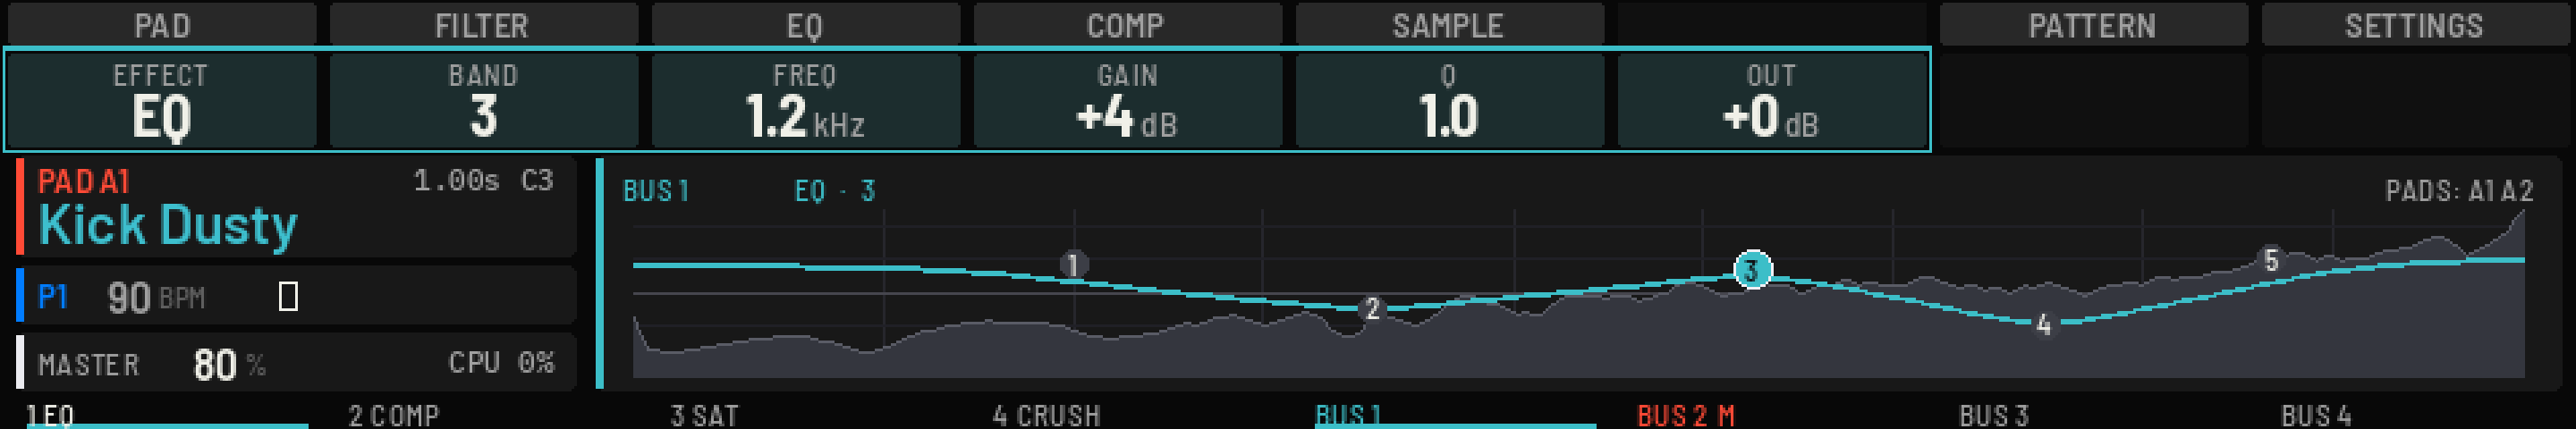 PAD FILTER EQ COMP SAMPLE PATTERN SETTINGS
EFFECT BAND FREQ GAIN Q OUT
EQ 3 1.2 kHz +4 dB 1.0 +0 dB
PAD A1 1.00s C3
Kick Dusty
P1 90 BPM
MASTER 80 % CPU 0%
BUS 1 EQ · 3 PADS: A1 A2
1 2 3 4 5
1 EQ 2 COMP 3 SAT 4 CRUSH BUS 1 BUS 2 M BUS 3 BUS 4